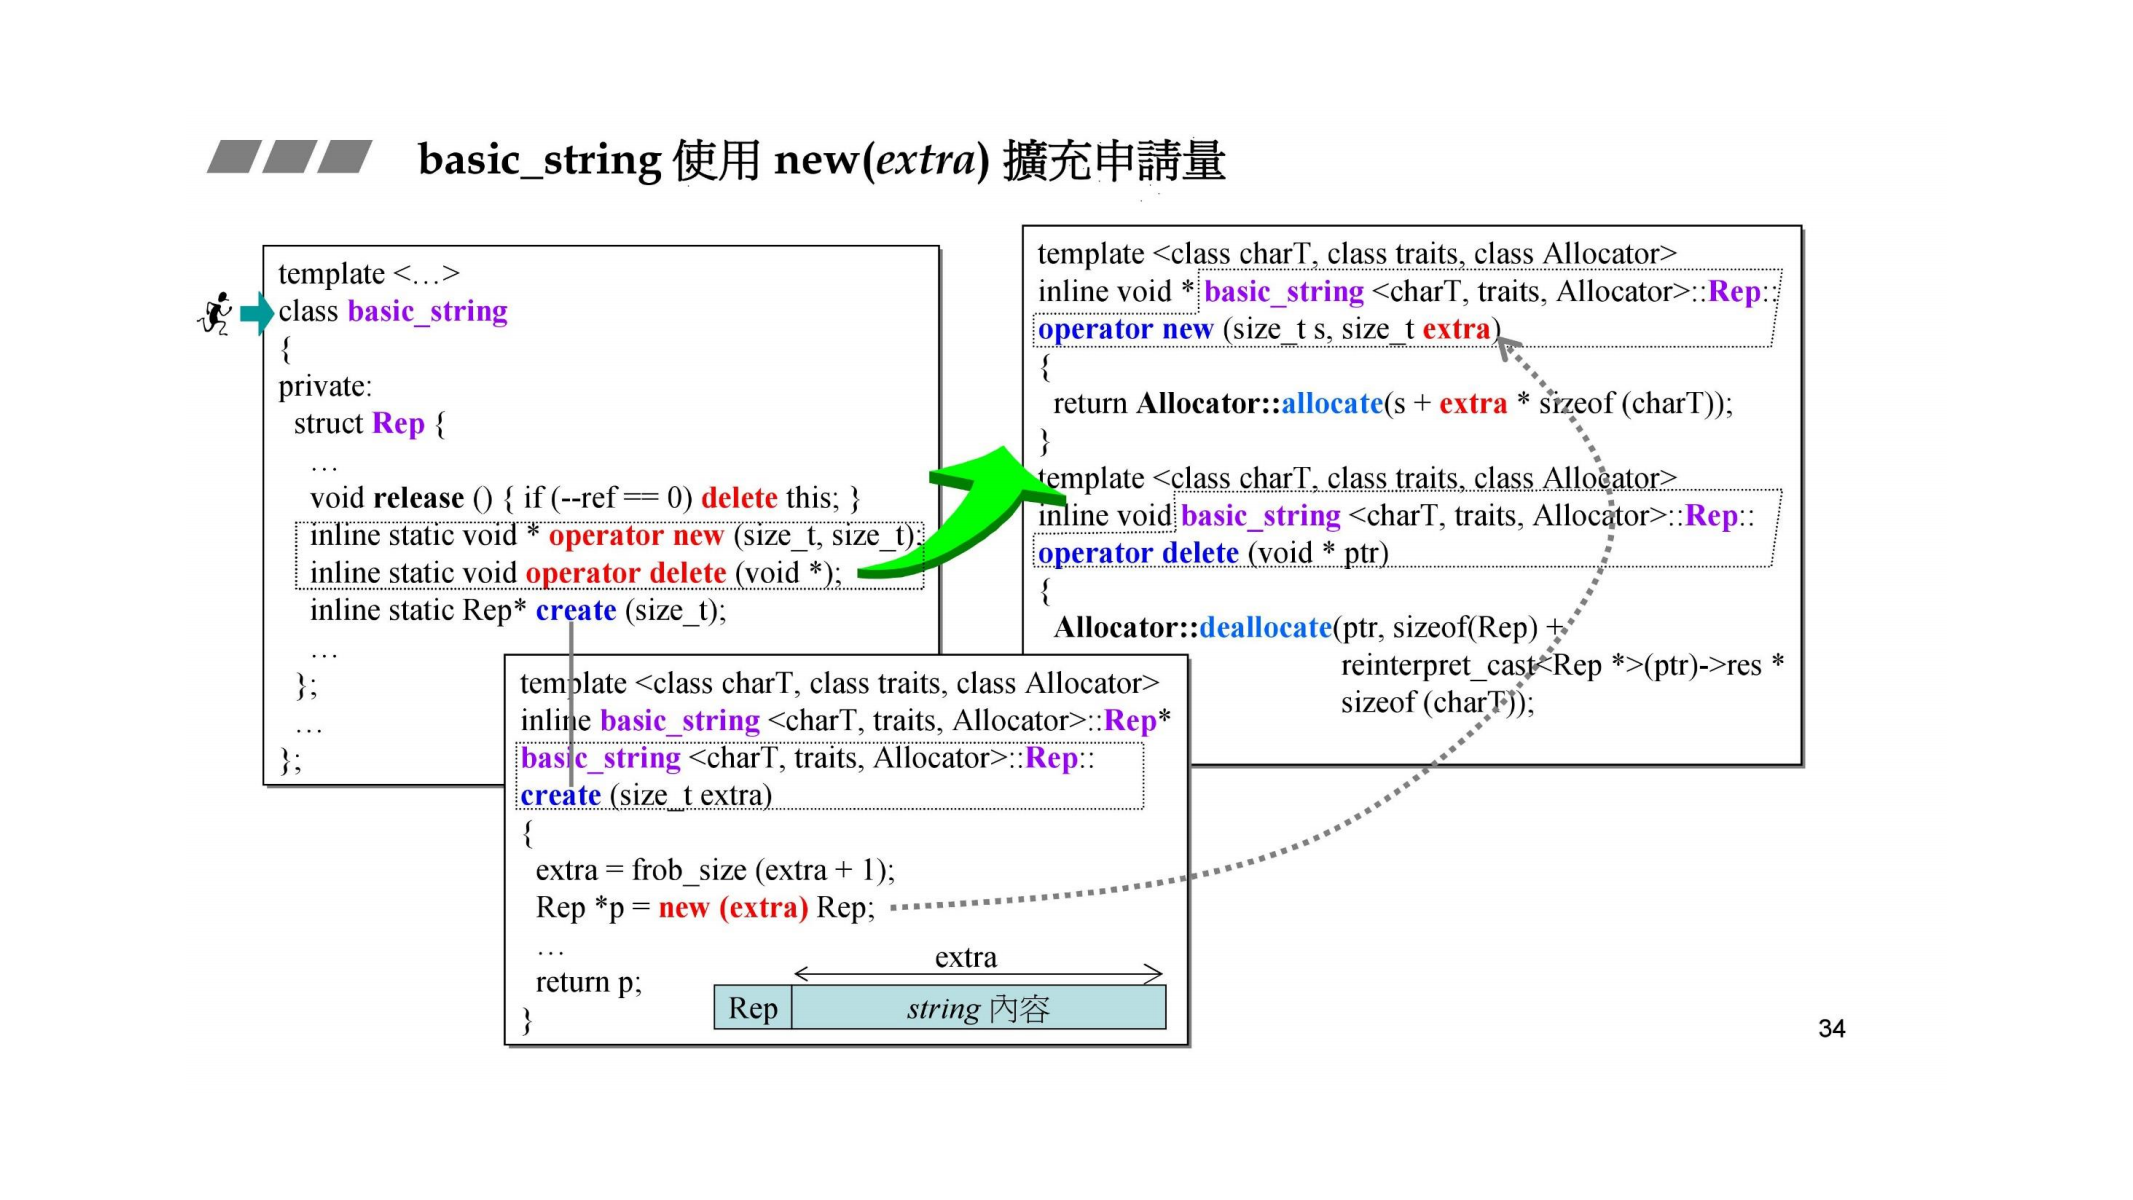 basic_string 使用 new(extra) 擴充申請量
template <…>
class basic_string
{
private:
struct Rep {
…
void release () { if (--ref == 0) delete this; }
inline static void * operator new (size_t, size_t);
inline static void operator delete (void *);
inline static Rep* create (size_t);
…
};
…
};
template <class charT, class traits, class Allocator>
inline void * basic_string <charT, traits, Allocator>::Rep::
operator new (size_t s, size_t extra)
{
return Allocator::allocate(s + extra * sizeof (charT));
}
template <class charT, class traits, class Allocator>
inline void basic_string <charT, traits, Allocator>::Rep::
operator delete (void * ptr)
{
Allocator::deallocate(ptr, sizeof(Rep) +
reinterpret_cast<Rep *>(ptr)->res *
sizeof (charT));
template <class charT, class traits, class Allocator>
inline basic_string <charT, traits, Allocator>::Rep*
basic_string <charT, traits, Allocator>::Rep::
create (size_t extra)
{
extra = frob_size (extra + 1);
Rep *p = new (extra) Rep;
…
return p;
}
extra
Rep
string 內容
34